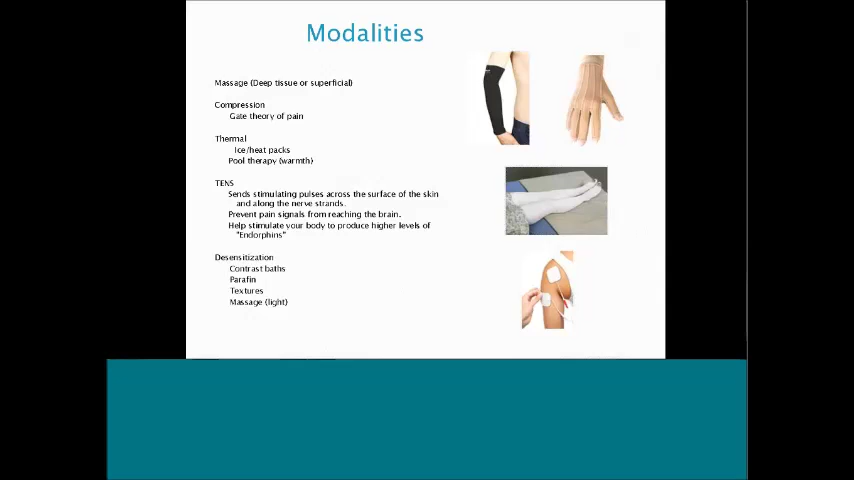 Modalities
Massage (Deep tissue or superficial)
Compression
Gate theory of pain
Thermal
Ice/heat packs
Pool therapy (warmth)
TENS
Sends stimulating pulses across the surface of the skin
and along the nerve strands.
Prevent pain signals from reaching the brain.
Help stimulate your body to produce higher levels of
"Endorphins"
Desensitization
Contrast baths
Parafin
Textures
Massage (light)